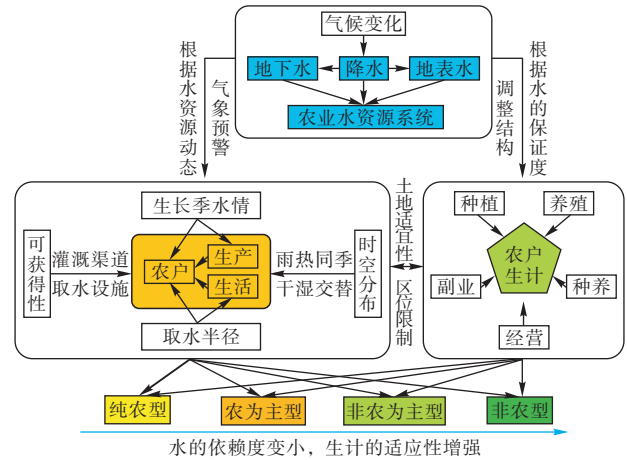 气候变化
地下水
降水
地表水
农业水资源系统
根据水资源动态
气象预警
调整结构
根据水的保证度
生长季水情
可获得性
灌溉渠道
取水设施
农户
生产
生活
雨热同季
干湿交替
时空分布
取水半径
土地适宜性
区位限制
种植
养殖
农户
生计
副业
种养
经营
纯农型
农为主型
非农为主型
非农型
水的依赖度变小，生计的适应性增强